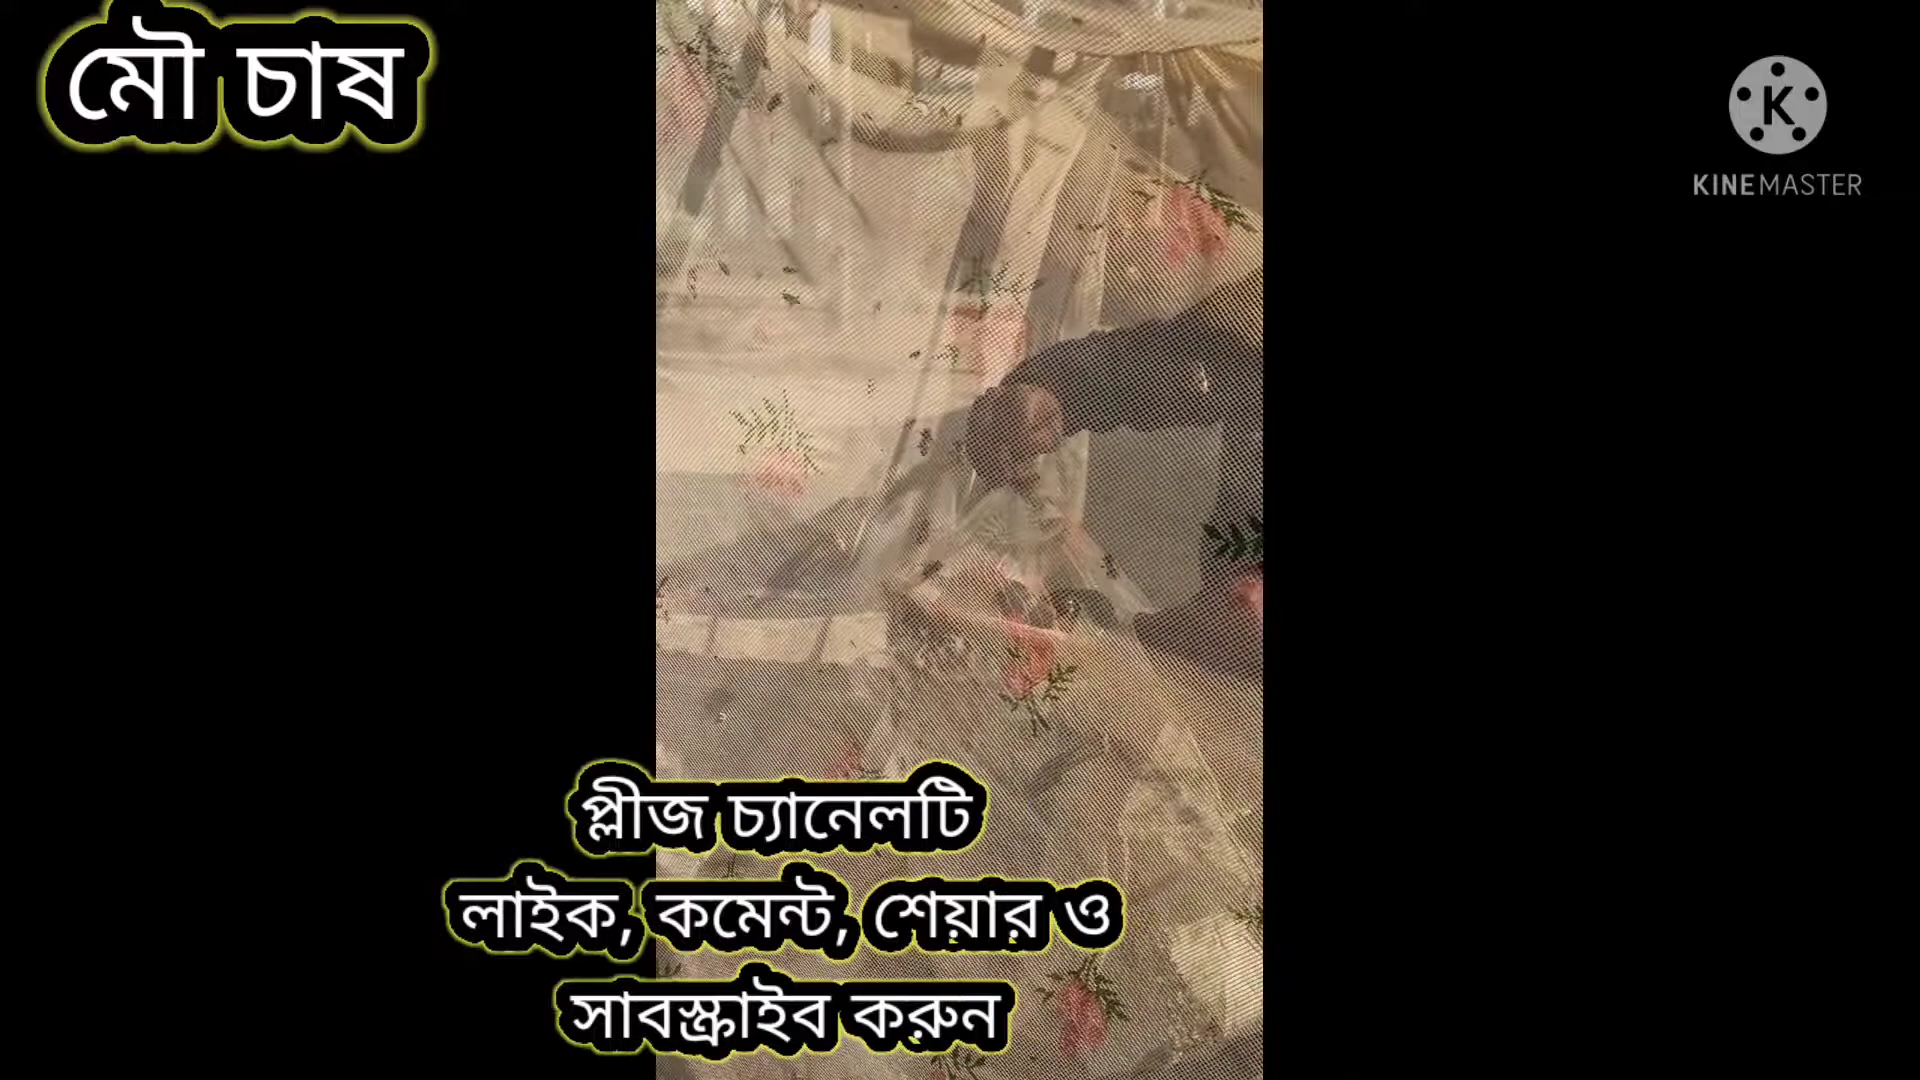 মৌ চাষ
KINEMASTER
প্লীজ চ্যানেলটি
লাইক, কমেন্ট, শেয়ার ও
সাবস্ক্রাইব করুন